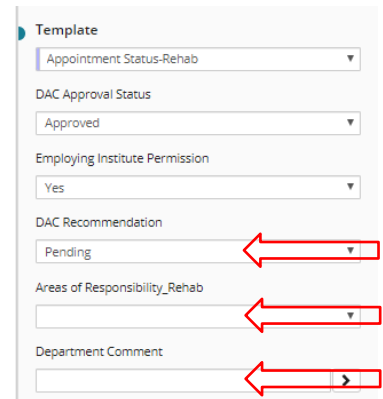 Template
Appointment Status-Rehab
DAC Approval Status
Approved
Employing Institute Permission
Yes
DAC Recommendation
Pending
Areas of Responsibility_Rehab
Department Comment